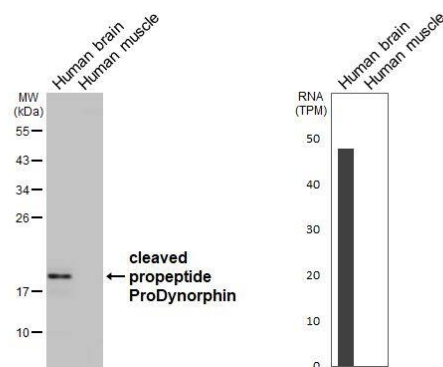 Human brain
Human muscle
MW
(kDa)
55
43
34
26
17
10
cleaved
propeptide
ProDynorphin
Human brain
Human muscle
RNA
(TPM)
50
40
30
20
10
0